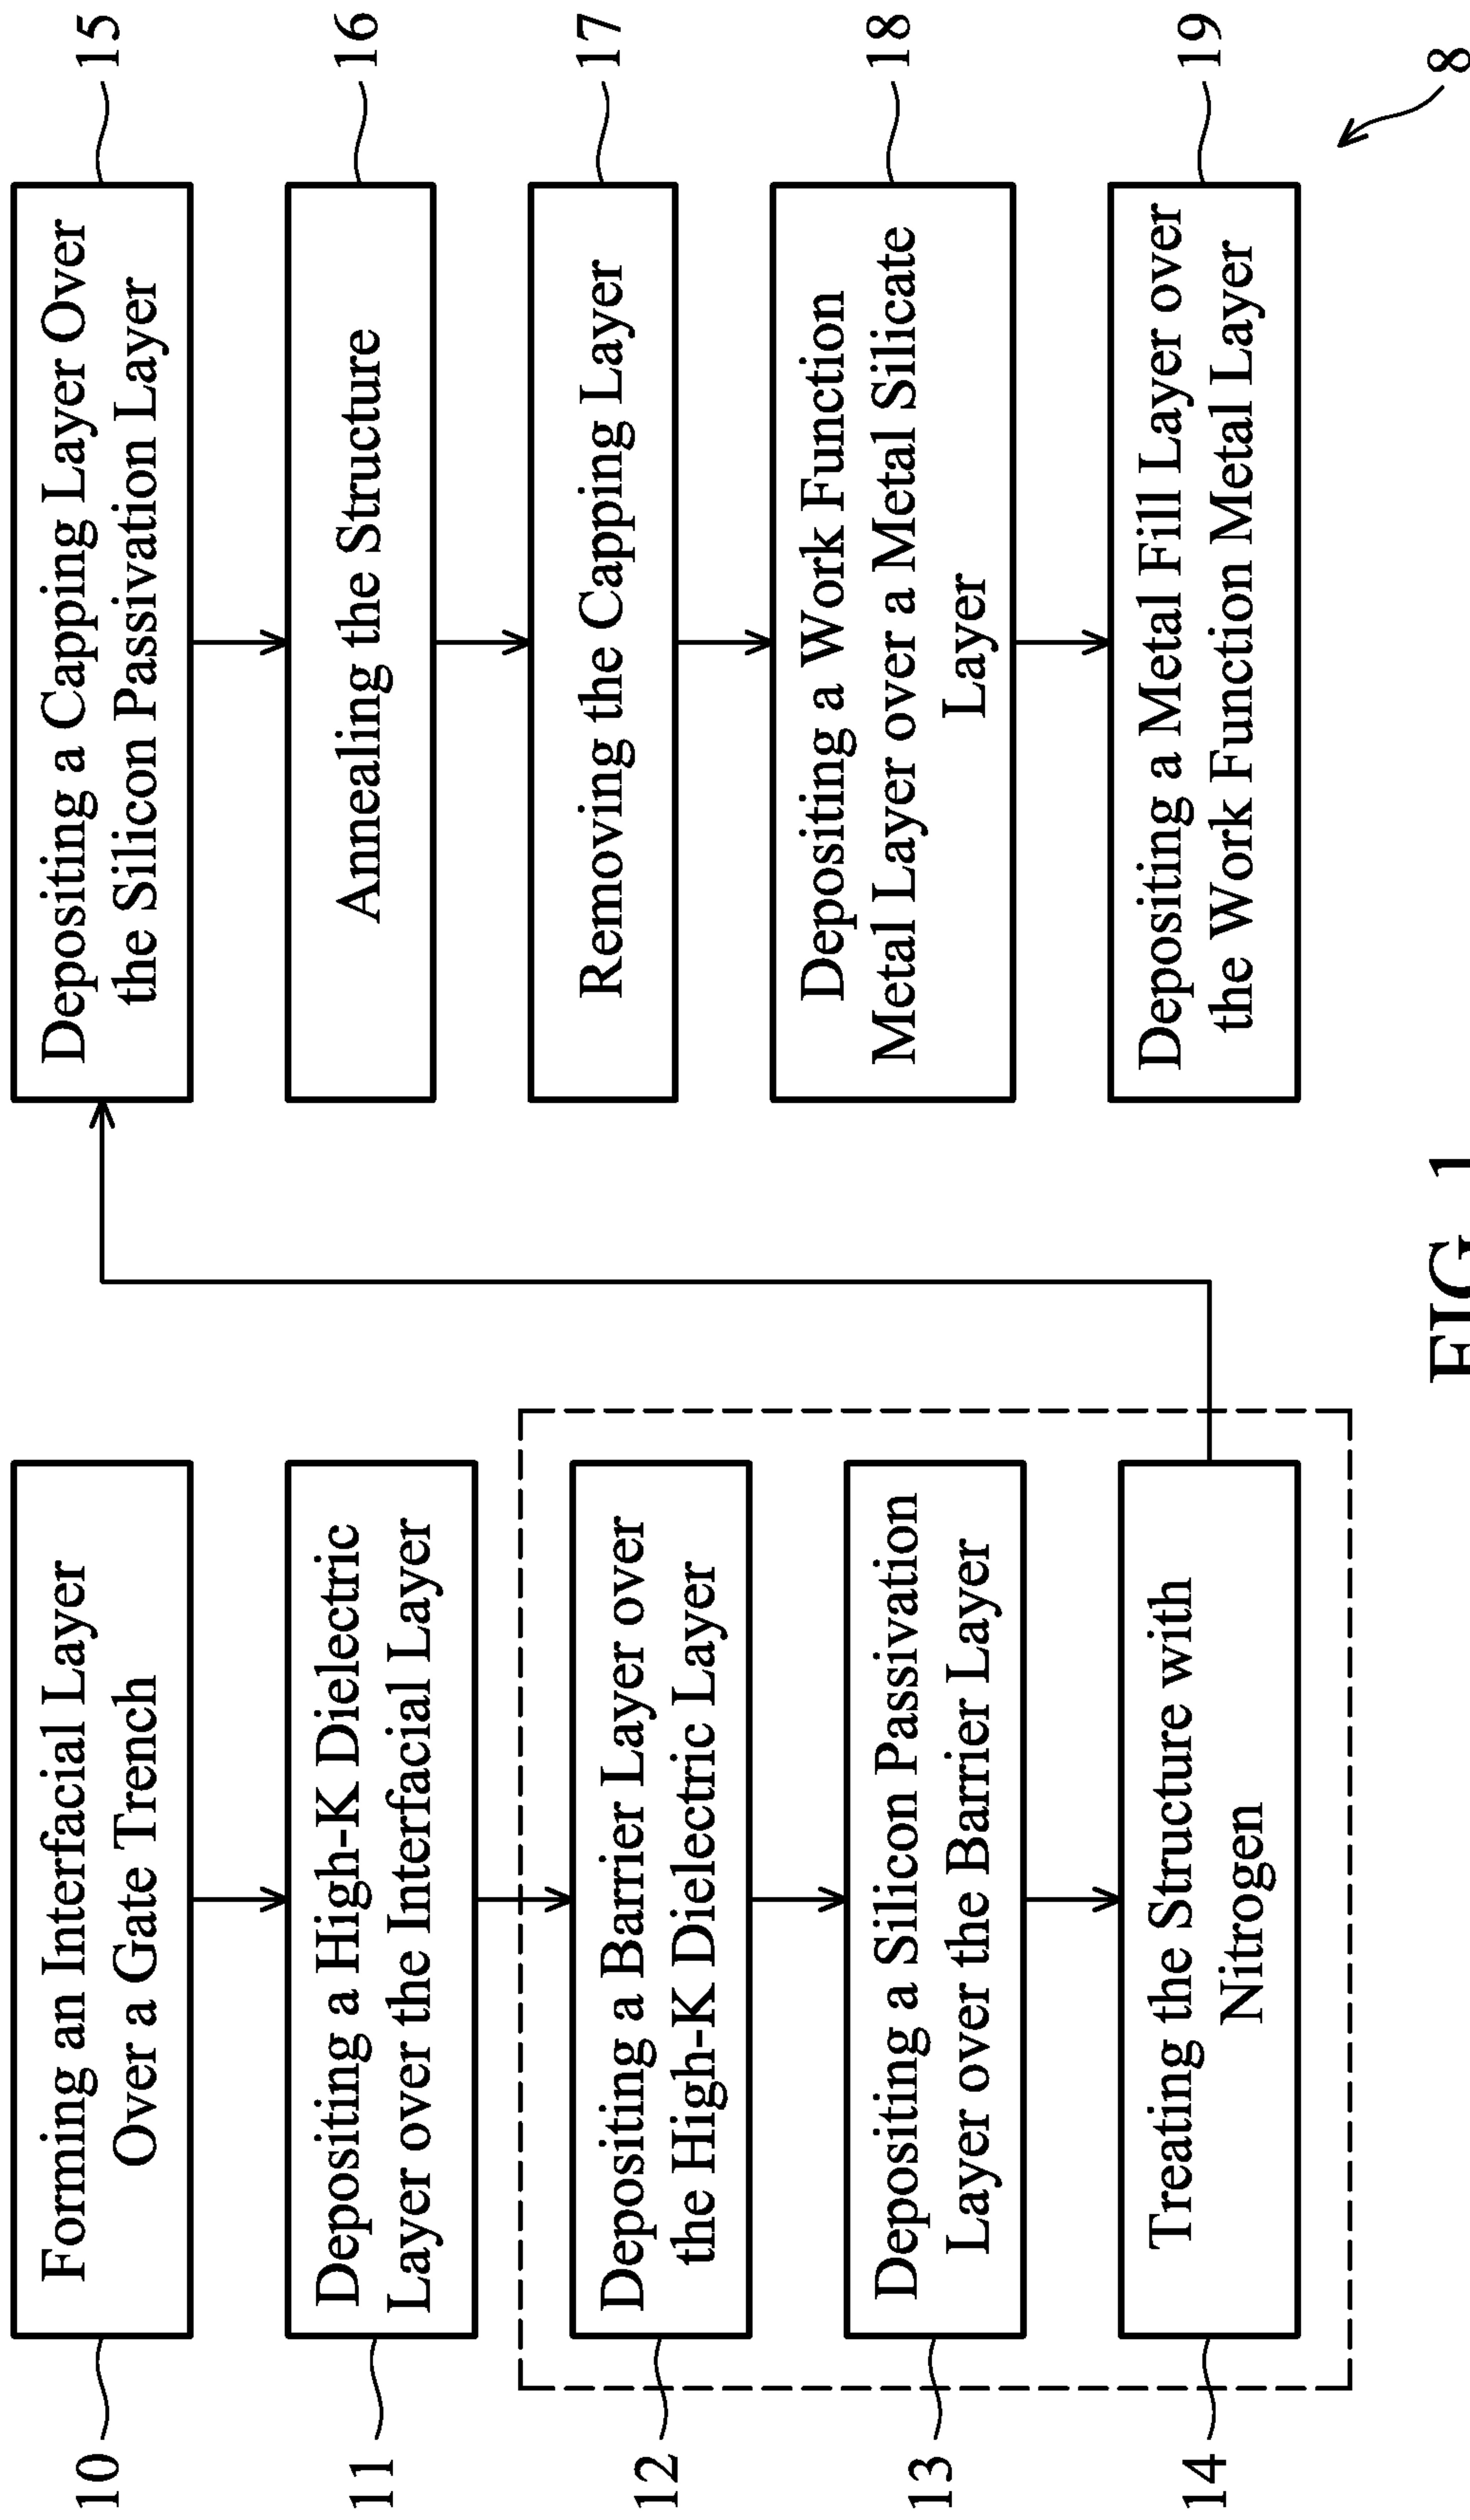 10
Forming an Interfacial Layer
Over a Gate Trench
11
Depositing a High-K Dielectric
Layer over the Interfacial Layer
12
Depositing a Barrier Layer over
the High-K Dielectric Layer
13
Depositing a Silicon Passivation
Layer over the Barrier Layer
14
Treating the Structure with
Nitrogen
Depositing a Capping Layer Over
the Silicon Passivation Layer
15
Annealing the Structure
16
Removing the Capping Layer
17
Depositing a Work Function
Metal Layer over a Metal Silicate
Layer
18
Depositing a Metal Fill Layer over
the Work Function Metal Layer
19
8
FIG. 1